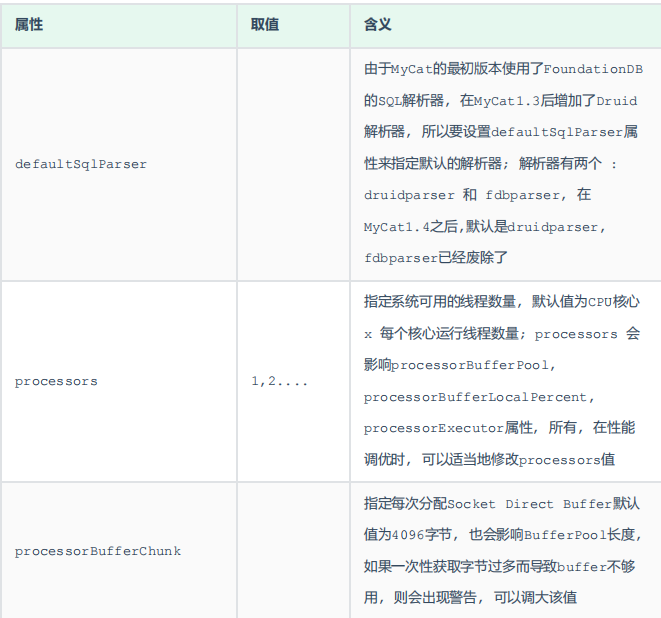 属性 取值 含义
由于MyCat的最初版本使用了FoundationDB
的SQL解析器, 在MyCat1.3后增加了Druid
解析器, 所以要设置defaultSqlParser属
defaultSqlParser
性来指定默认的解析器; 解析器有两个 :
druidparser 和 fdbparser, 在
MyCat1.4之后,默认是druidparser,
fdbparser已经废除了
指定系统可用的线程数量, 默认值为CPU核心
x 每个核心运行线程数量; processors 会
影响processorBufferPool,
processors 1,2....
processorBufferLocalPercent,
processorExecutor属性, 所有, 在性能
调优时, 可以适当地修改processors值
指定每次分配Socket Direct Buffer默认
值为4096字节, 也会影响BufferPool长度,
processorBufferChunk
如果一次性获取字节过多而导致buffer不够
用, 则会出现警告, 可以调大该值